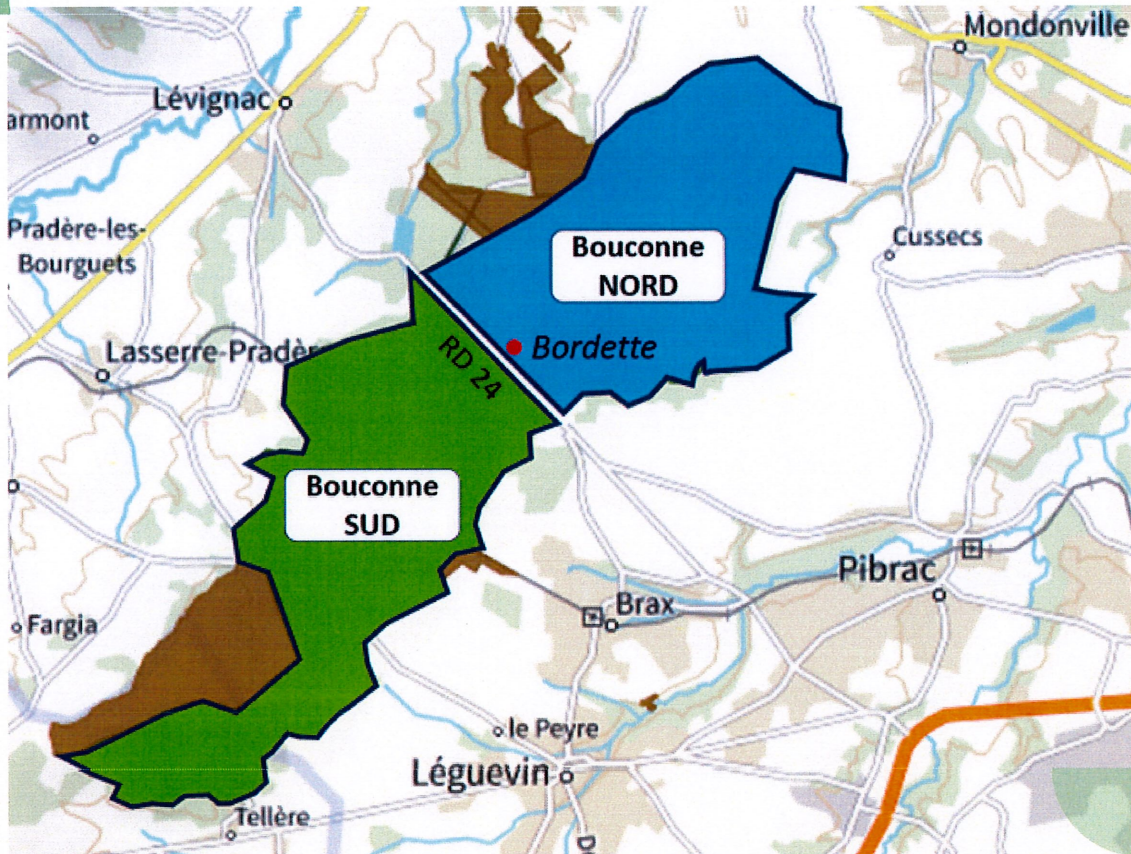 Mondonville
Lévignac
armont
Pradère-les-
Bourguets
Cussecs
Bouconne
NORD
Bordette
Lasserre-Pradèr
RD 24
Bouconne
SUD
Pibrac
Brax
Fargia
le Peyre
Léguevin
Tellère